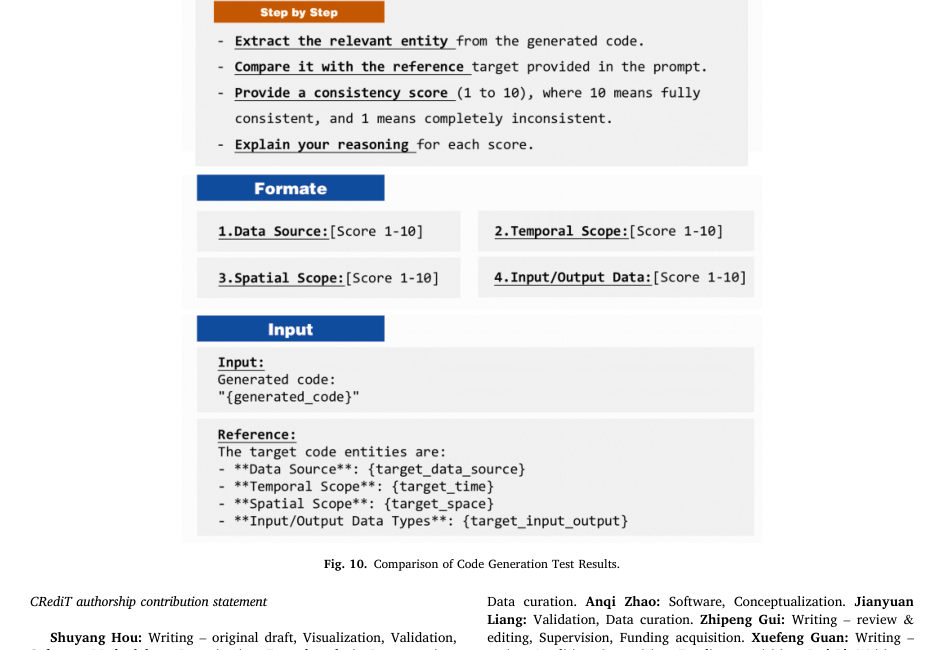 Step by Step
- Extract the relevant entity from the generated code.
- Compare it with the reference target provided in the prompt.
- Provide a consistency score (1 to 10), where 10 means fully
consistent, and 1 means completely inconsistent.
- Explain your reasoning for each score.
Formate
1.Data Source:[Score 1-10]
2.Temporal Scope:[Score 1-10]
3.Spatial Scope:[Score 1-10]
4.Input/Output Data:[Score 1-10]
Input
Input:
Generated code:
"{generated_code}"
Reference:
The target code entities are:
- **Data Source**: {target_data_source}
- **Temporal Scope**: {target_time}
- **Spatial Scope**: {target_space}
- **Input/Output Data Types**: {target_input_output}
Fig. 10. Comparison of Code Generation Test Results.
CRediT authorship contribution statement
Shuyang Hou: Writing – original draft, Visualization, Validation,
Data curation. Anqi Zhao: Software, Conceptualization. Jianyuan
Liang: Validation, Data curation. Zhipeng Gui: Writing – review &
editing, Supervision, Funding acquisition. Xuefeng Guan: Writing –